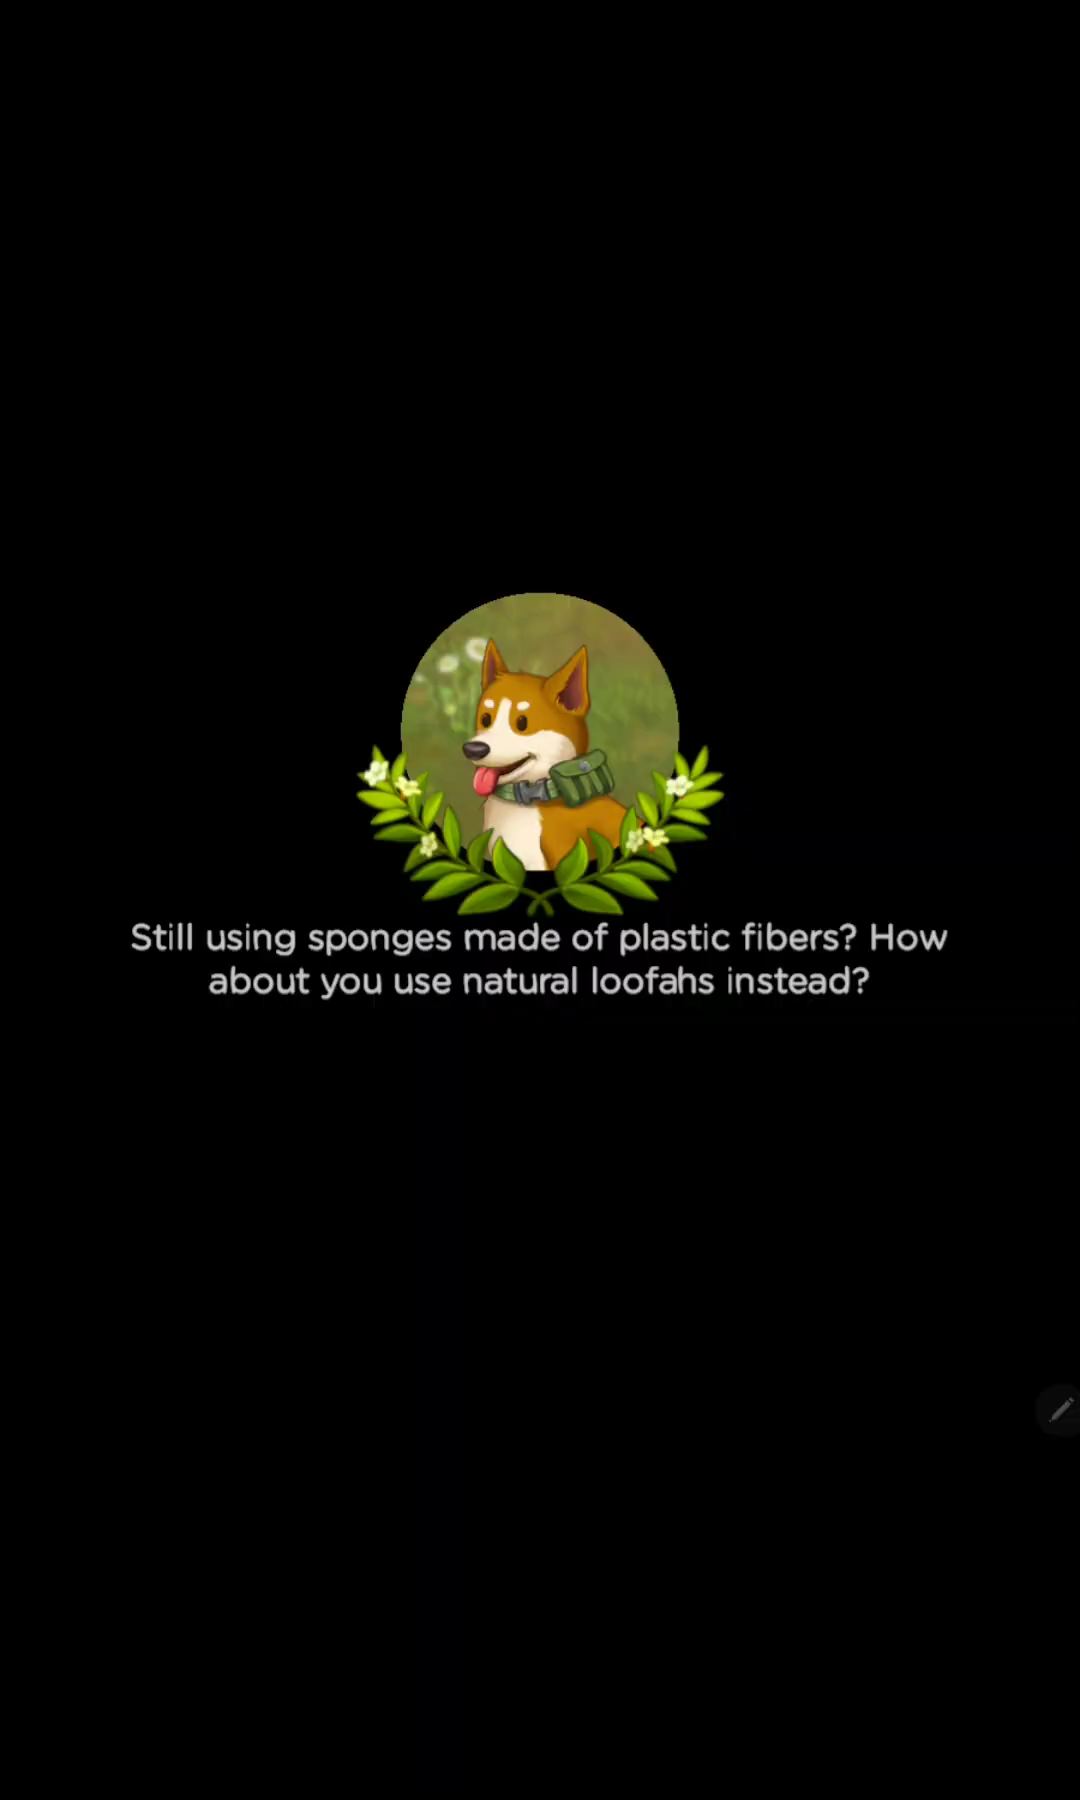 Still using sponges made of plastic fibers? How
about you use natural loofahs instead?